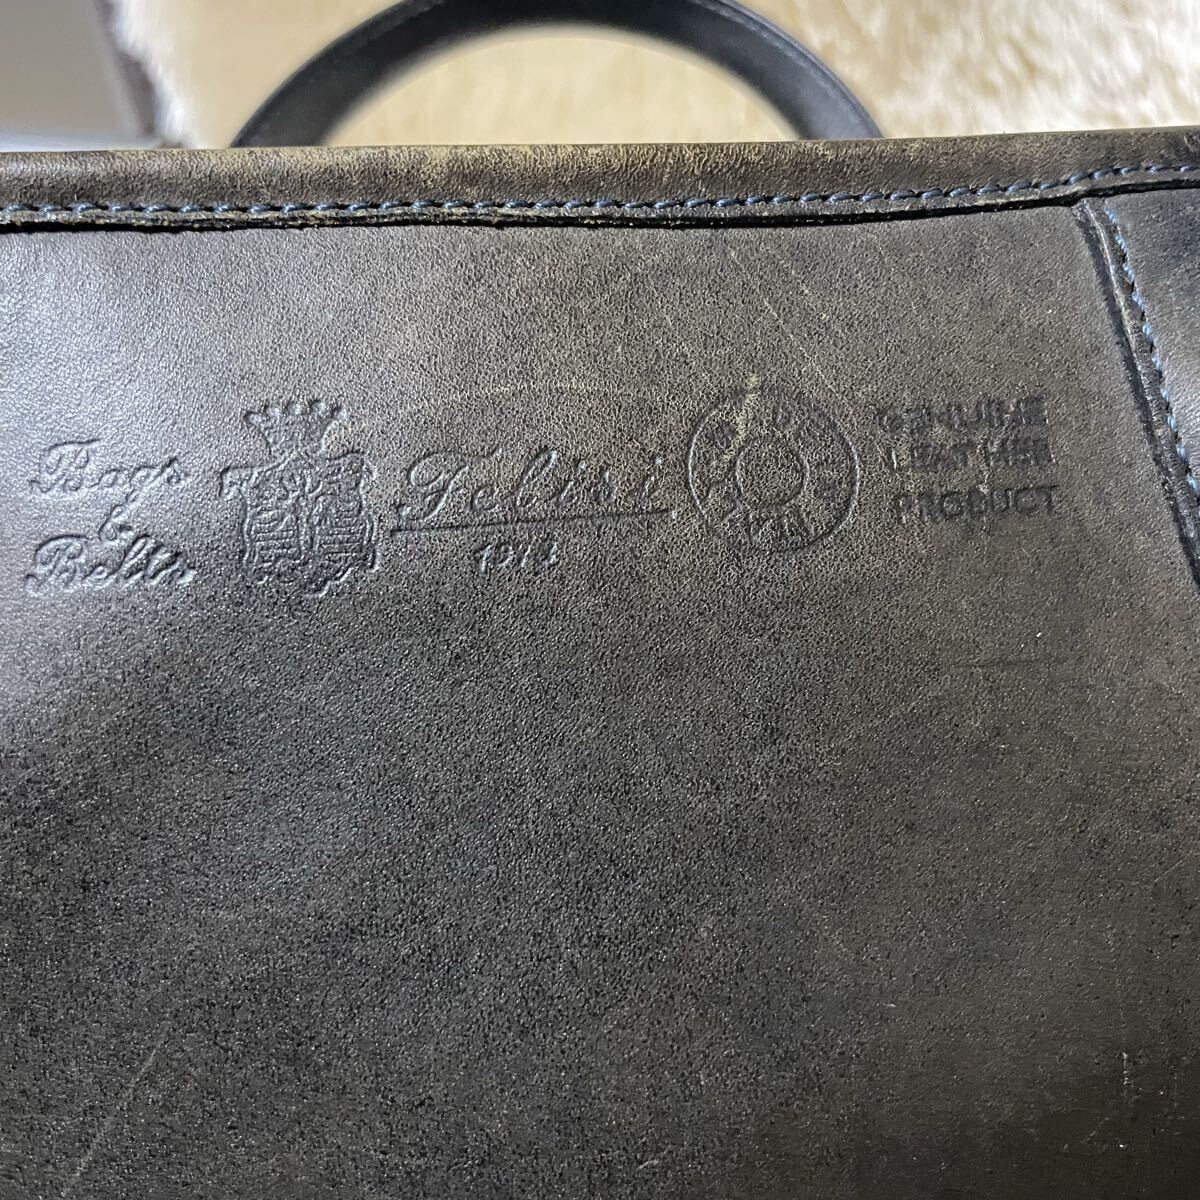 Bags
&
Belts
Felisi
1973
GENUINE
LEATHER
PRODUCT